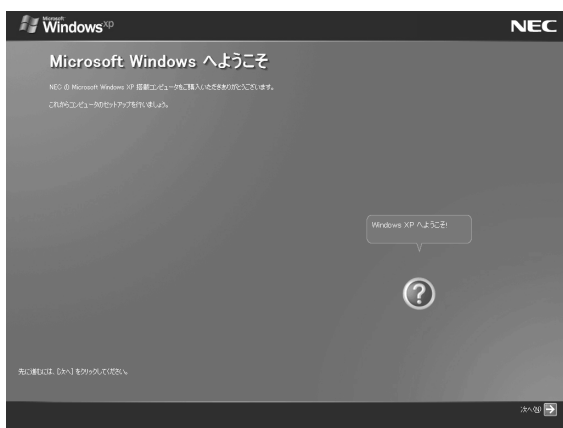 Microsoft
Windows xp
NEC
Microsoft Windows へようこそ
NEC の Microsoft Windows XP 搭載コンピュータをご購入いただきありがとうございます。
これからコンピュータのセットアップを行いましょう。
Windows XP へようこそ!
?
先に進むには、[次へ] をクリックしてください。
次へ(N)